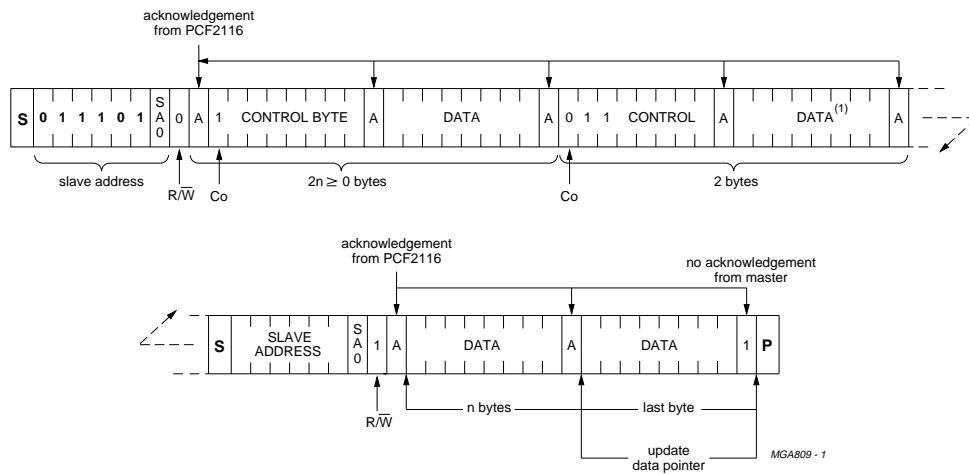 acknowledgement
from PCF2116
S 0 1 1 1 0 1 SA0 0 A 1 CONTROL BYTE A DATA A 0 1 1 CONTROL A DATA(1) A
slave address
R/W̅
Co
2n ≥ 0 bytes
Co
2 bytes
acknowledgement
from PCF2116
no acknowledgement
from master
S SLAVE ADDRESS SA0 1 A DATA A DATA 1 P
R/W̅
n bytes
last byte
update
data pointer
MGA809 - 1